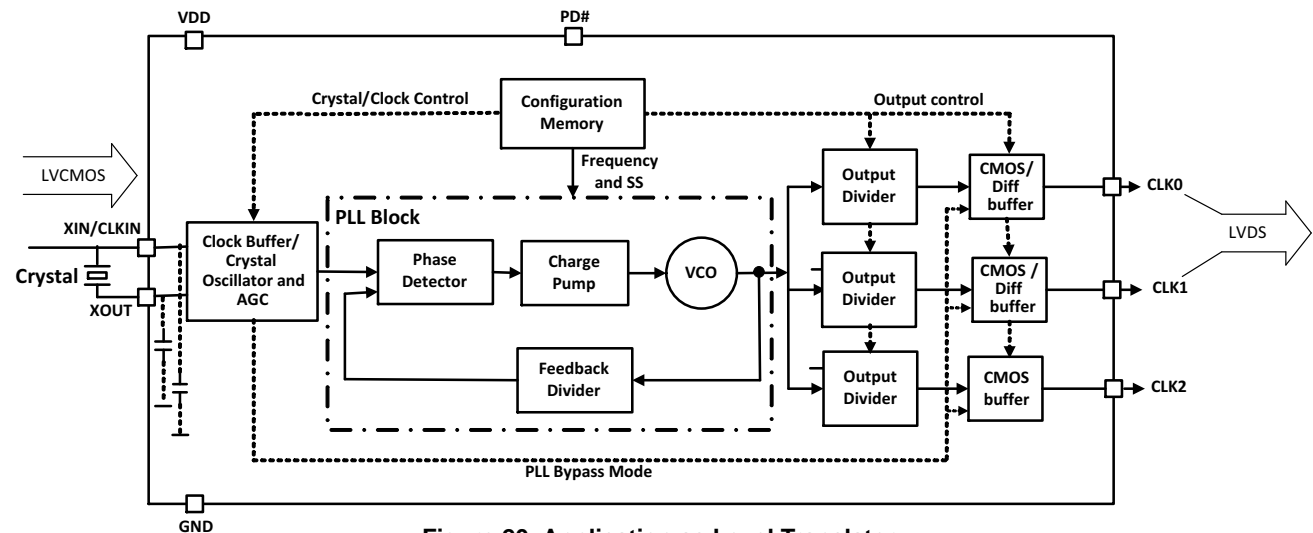 VDD
PD#
Crystal/Clock Control
Configuration
Memory
Output control
Frequency
and SS
LVCMOS
XIN/CLKIN
Crystal
XOUT
Clock Buffer/
Crystal
Oscillator and
AGC
PLL Block
Phase
Detector
Charge
Pump
VCO
Feedback
Divider
Output
Divider
Output
Divider
Output
Divider
CMOS/
Diff
buffer
CMOS /
Diff
buffer
CMOS
buffer
CLK0
LVDS
CLK1
CLK2
PLL Bypass Mode
GND